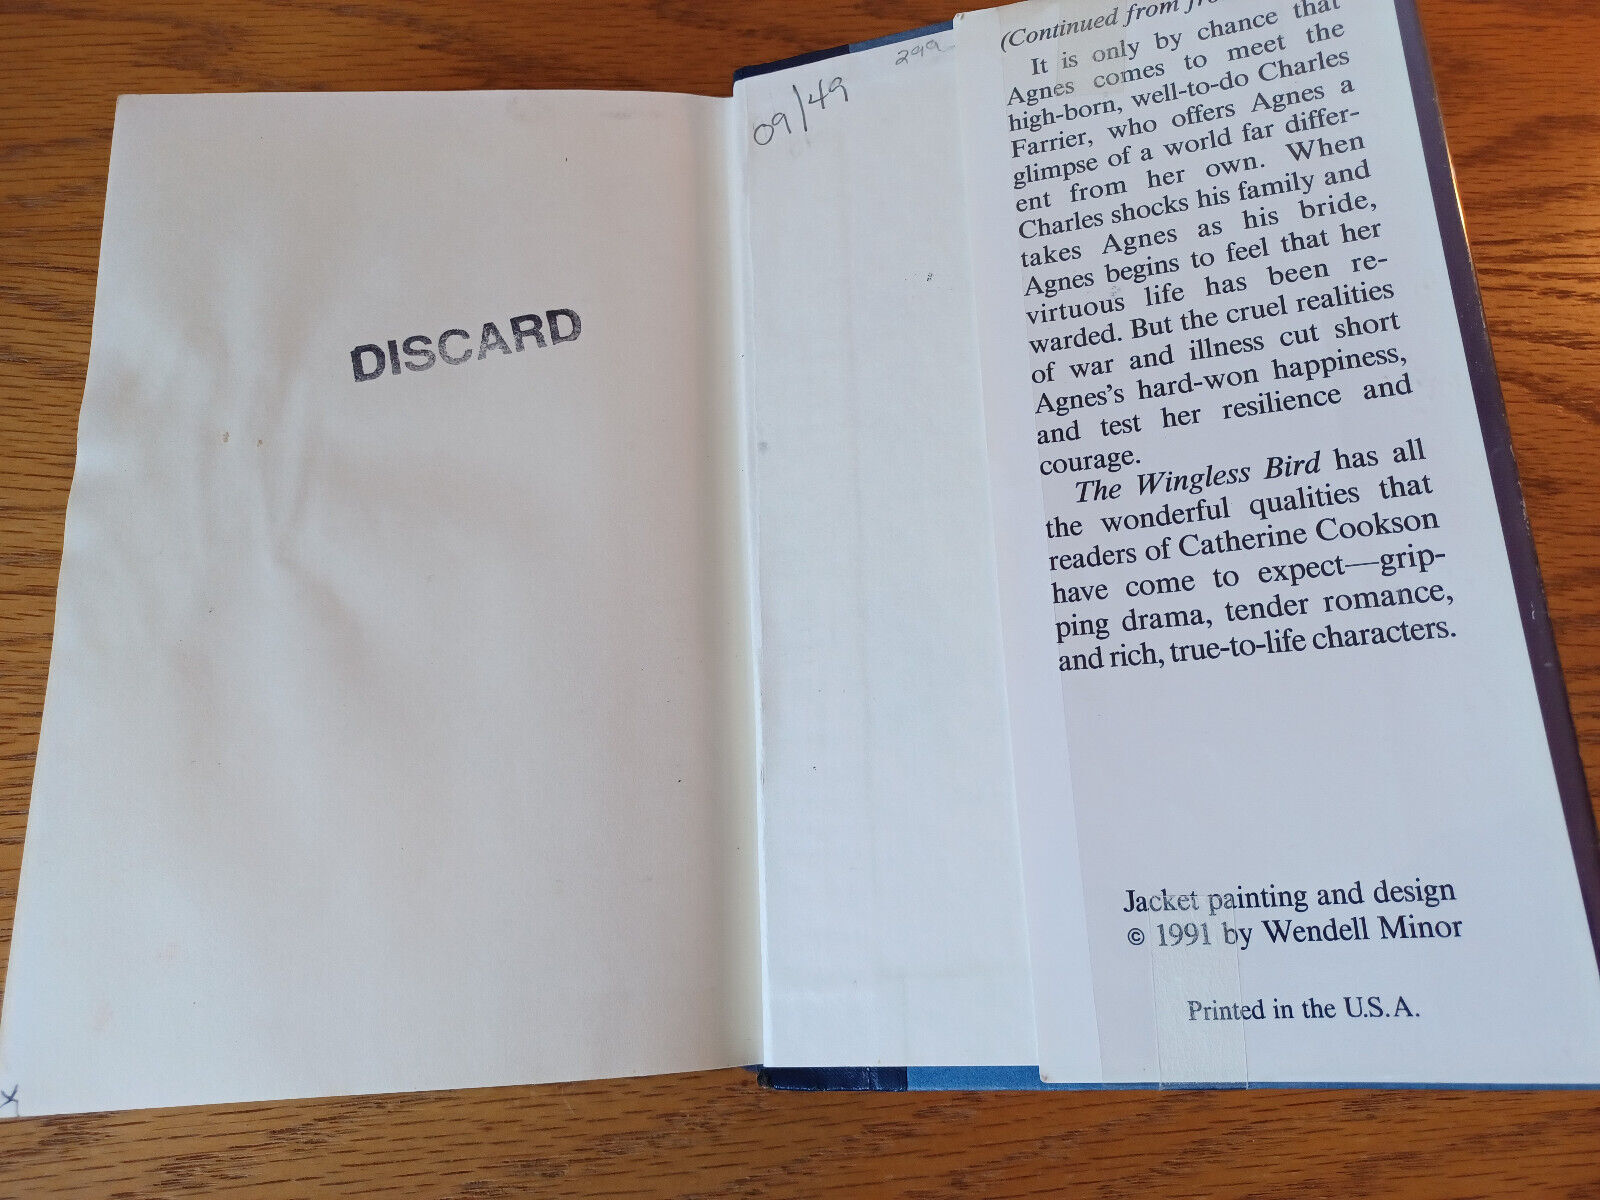 DISCARD
x
09/49
299
(Continued from
It is only by chance that
Agnes comes to meet the
high-born, well-to-do Charles
Farrier, who offers Agnes a
glimpse of a world far differ-
ent from her own. When
Charles shocks his family and
takes Agnes as his bride,
Agnes begins to feel that her
virtuous life has been re-
warded. But the cruel realities
of war and illness cut short
Agnes's hard-won happiness,
and test her resilience and
courage.
The Wingless Bird has all
the wonderful qualities that
readers of Catherine Cookson
have come to expect—grip-
ping drama, tender romance,
and rich, true-to-life characters.
Jacket painting and design
© 1991 by Wendell Minor
Printed in the U.S.A.